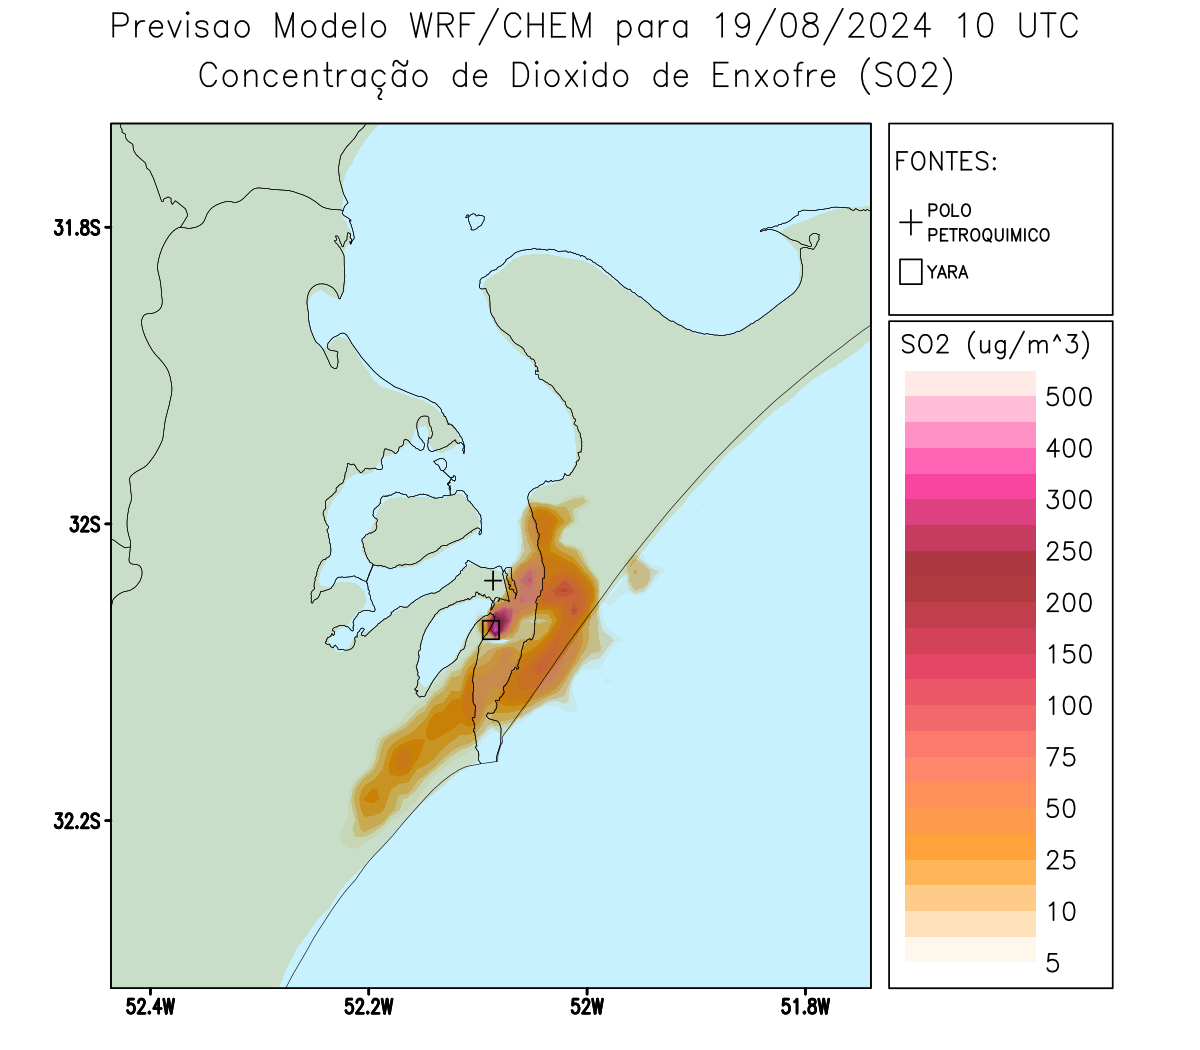 Previsao Modelo WRF/CHEM para 19/08/2024 10 UTC
Concentração de Dioxido de Enxofre (SO2)
FONTES:
POLO
PETROQUIMICO
YARA
31.8S
32S
32.2S
52.4W
52.2W
52W
51.8W
SO2 (ug/m^3)
500
400
300
250
200
150
100
75
50
25
10
5